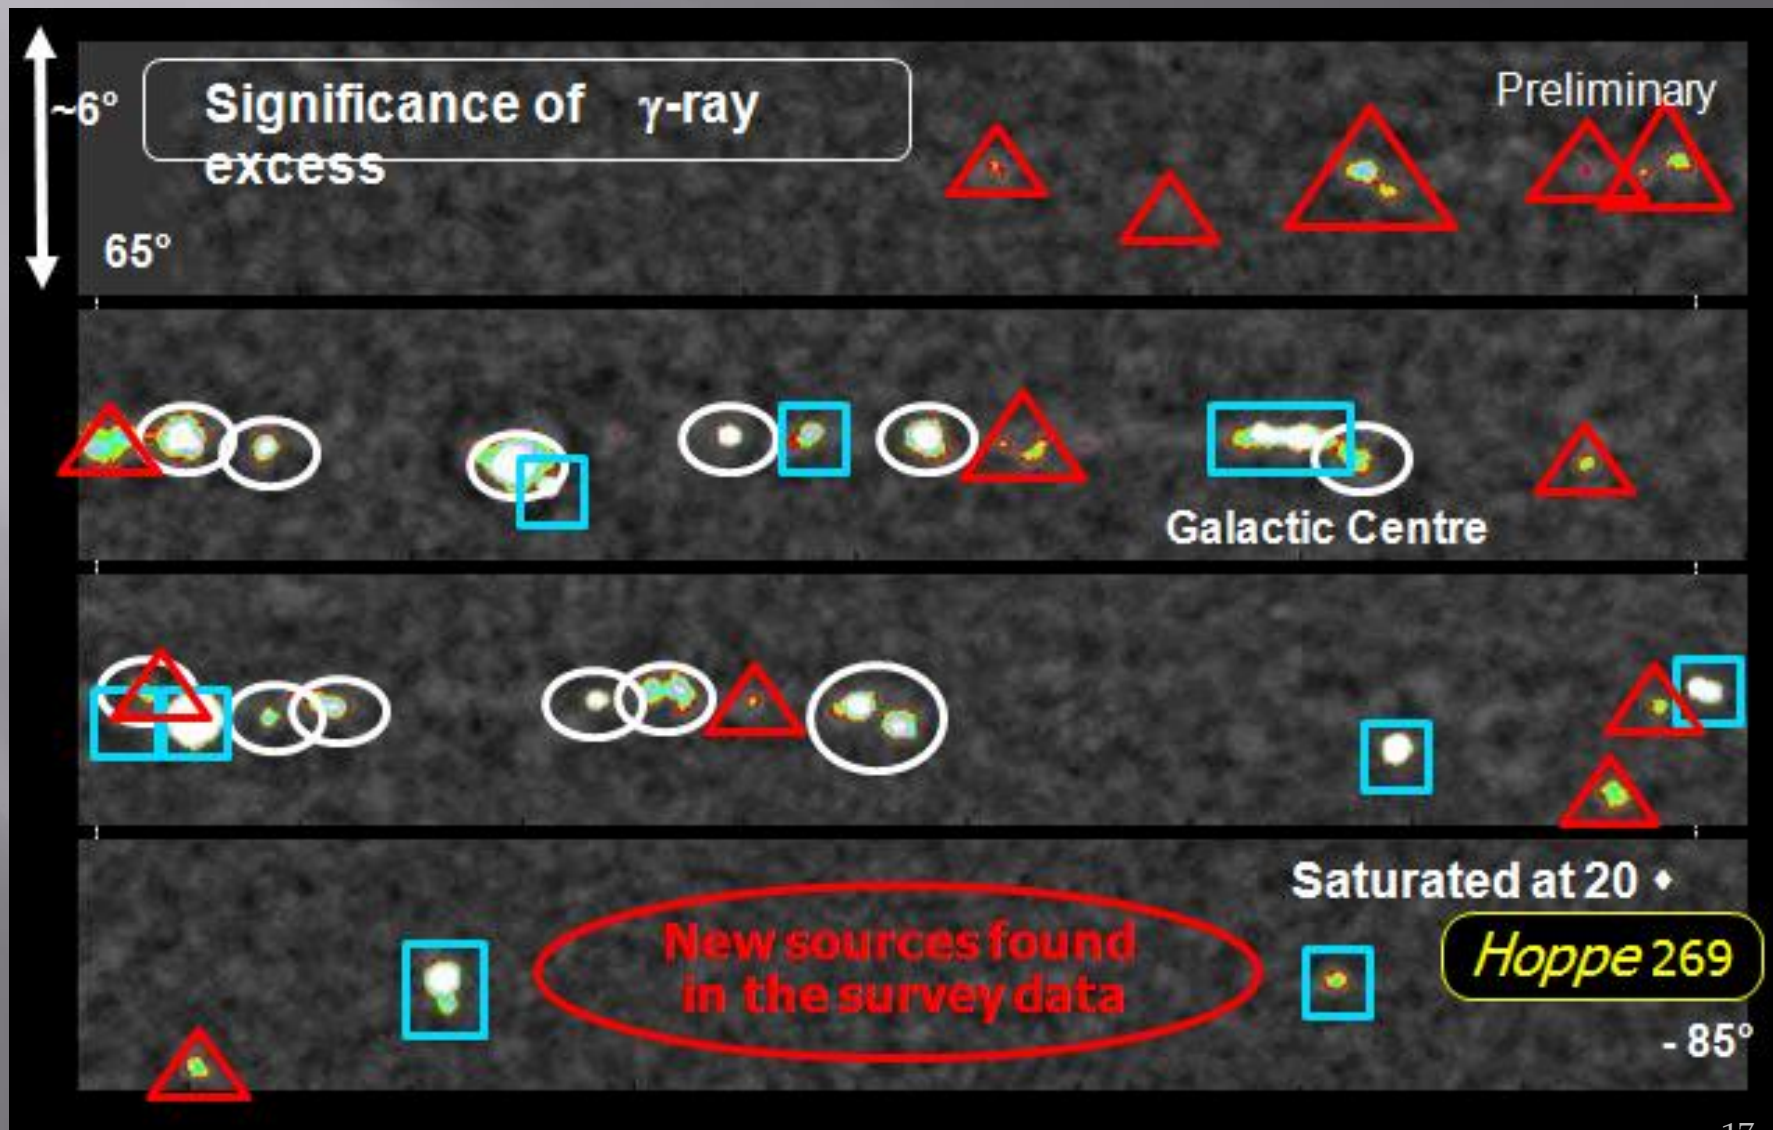 ~6°
Significance of γ-ray
excess
Preliminary
65°
Galactic Centre
Saturated at 20
New sources found
in the survey data
Hoppe 269
- 85°